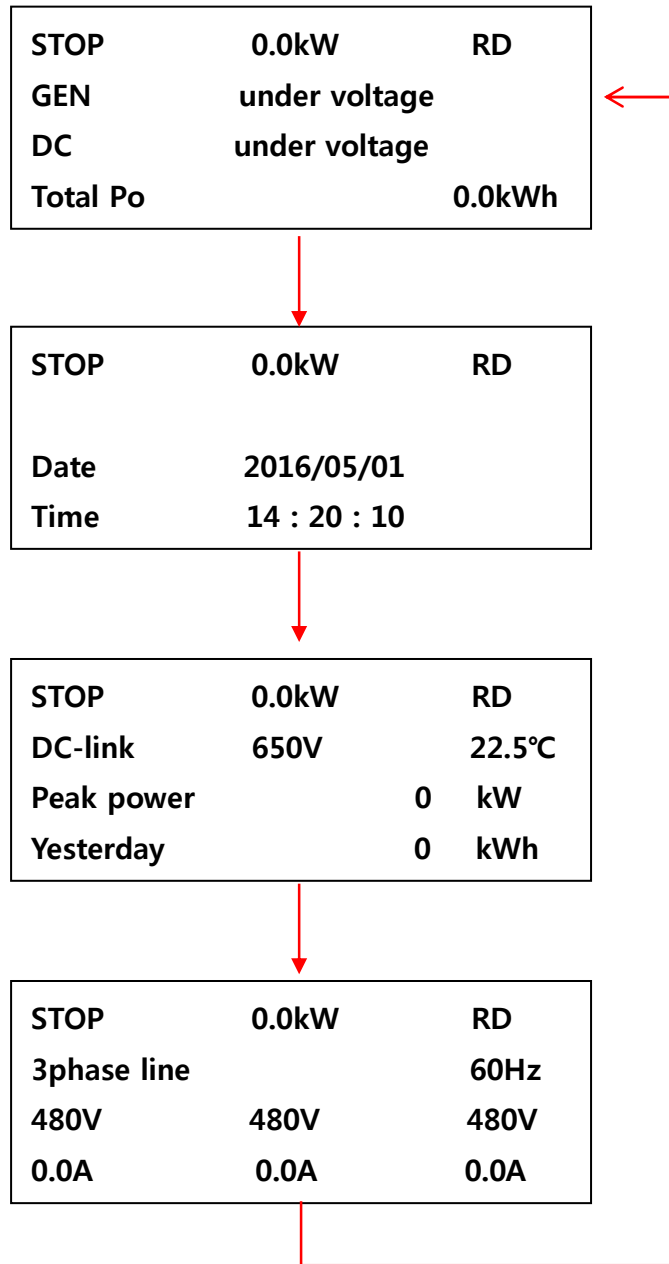 STOP 0.0kW RD
GEN under voltage
DC under voltage
Total Po 0.0kWh
STOP 0.0kW RD
Date 2016/05/01
Time 14 : 20 : 10
STOP 0.0kW RD
DC-link 650V 22.5℃
Peak power 0 kW
Yesterday 0 kWh
STOP 0.0kW RD
3phase line 60Hz
480V 480V 480V
0.0A 0.0A 0.0A